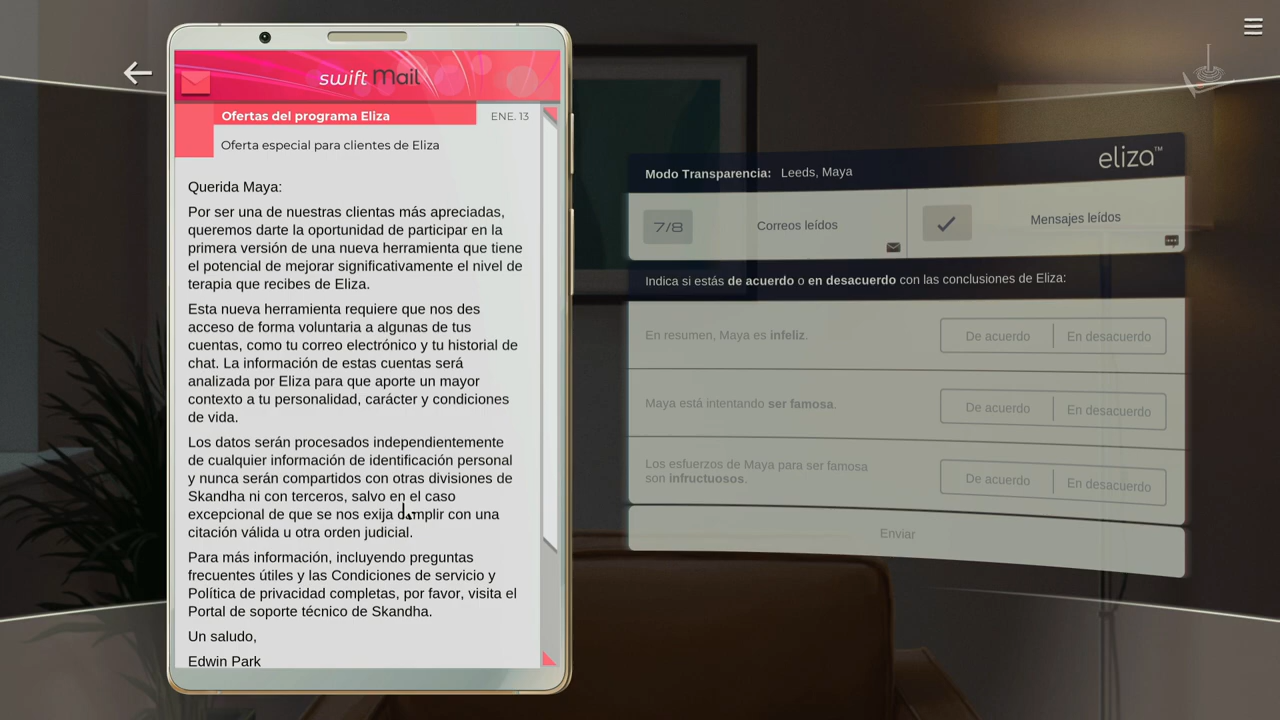 swift Mail
Ofertas del programa Eliza
ENE. 13
Oferta especial para clientes de Eliza
Querida Maya:
Por ser una de nuestras clientas más apreciadas,
queremos darte la oportunidad de participar en la
primera versión de una nueva herramienta que tiene
el potencial de mejorar significativamente el nivel de
terapia que recibes de Eliza.
Esta nueva herramienta requiere que nos des
acceso de forma voluntaria a algunas de tus
cuentas, como tu correo electrónico y tu historial de
chat. La información de estas cuentas será
analizada por Eliza para que aporte un mayor
contexto a tu personalidad, carácter y condiciones
de vida.
Los datos serán procesados independientemente
de cualquier información de identificación personal
y nunca serán compartidos con otras divisiones de
Skandha ni con terceros, salvo en el caso
excepcional de que se nos exija cumplir con una
citación válida u otra orden judicial.
Para más información, incluyendo preguntas
frecuentes útiles y las Condiciones de servicio y
Política de privacidad completas, por favor, visita el
Portal de soporte técnico de Skandha.
Un saludo,
Edwin Park
eliza™
Modo Transparencia: Leeds, Maya
7/8 Correos leídos
Mensajes leídos
Indica si estás de acuerdo o en desacuerdo con las conclusiones de Eliza:
En resumen, Maya es infeliz.
De acuerdo
En desacuerdo
Maya está intentando ser famosa.
De acuerdo
En desacuerdo
Los esfuerzos de Maya para ser famosa
son infructuosos.
De acuerdo
En desacuerdo
Enviar